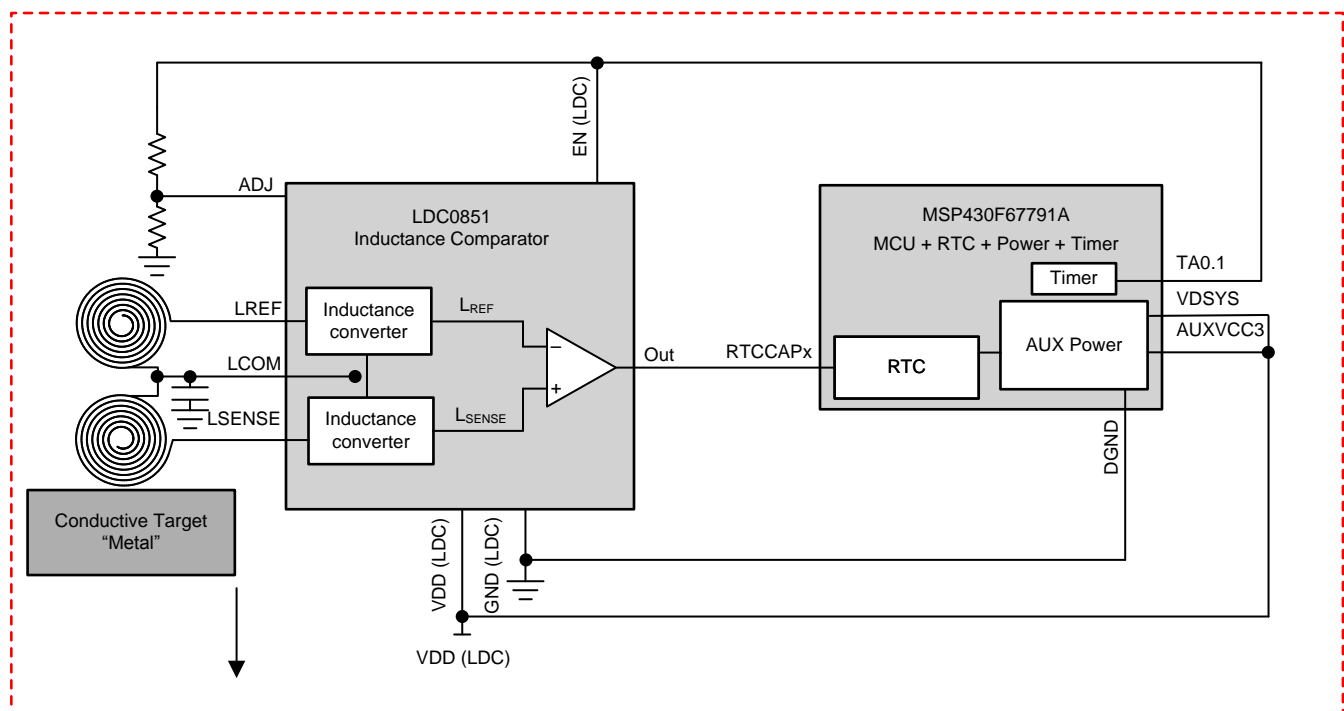 EN (LDC)
ADJ
LDC0851
Inductance Comparator
MSP430F67791A
MCU + RTC + Power + Timer
Timer
TA0.1
VDSYS
AUXVCC3
AUX Power
LREF
Inductance
converter
LREF
–
+
Out
RTCCAPx
RTC
LCOM
LSENSE
Inductance
converter
LSENSE
DGND
Conductive Target
“Metal”
VDD (LDC)
GND (LDC)
VDD (LDC)